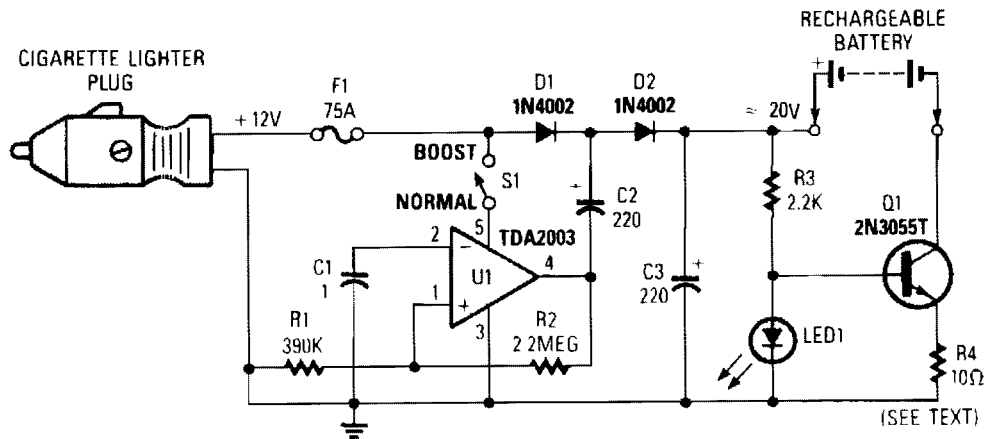 RECHARGEABLE
BATTERY
CIGARETTE LIGHTER
PLUG
+12V
F1
75A
D1
1N4002
D2
1N4002
≈ 20V
+
BOOST
S1
NORMAL
+
C2
220
R3
2.2K
Q1
2N3055T
5
TDA2003
2
−
4
U1
1
+
3
C1
1
C3
220
+
R1
390K
R2
2 2MEG
LED1
R4
10Ω
(SEE TEXT)